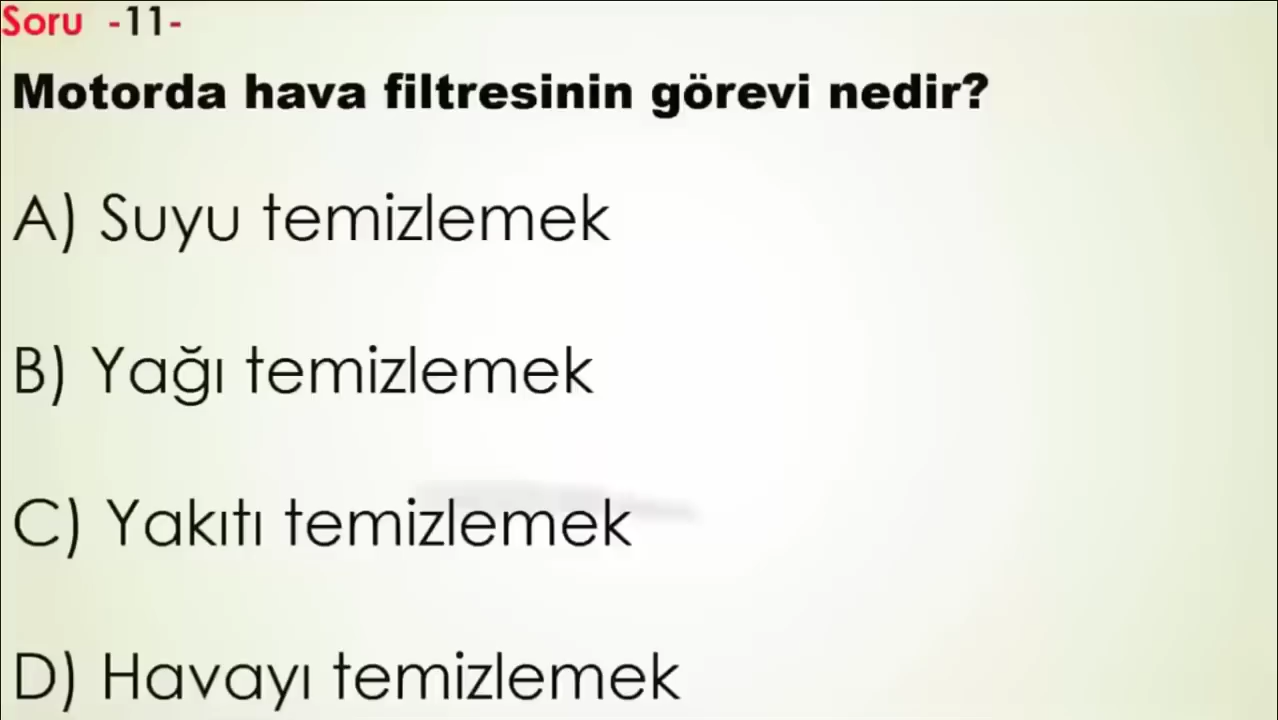 Soru -11-
Motorda hava filtresinin görevi nedir?
A) Suyu temizlemek
B) Yağı temizlemek
C) Yakıtı temizlemek
D) Havayı temizlemek